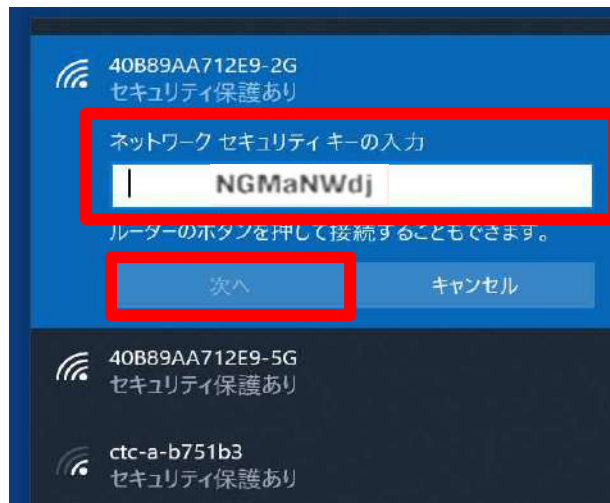 40B89AA712E9-2G
セキュリティ保護あり
ネットワーク セキュリティ キーの入力
NGMaNWdj
ルーターのボタンを押して接続することもできます。
次へ
キャンセル
40B89AA712E9-5G
セキュリティ保護あり
ctc-a-b751b3
セキュリティ保護あり